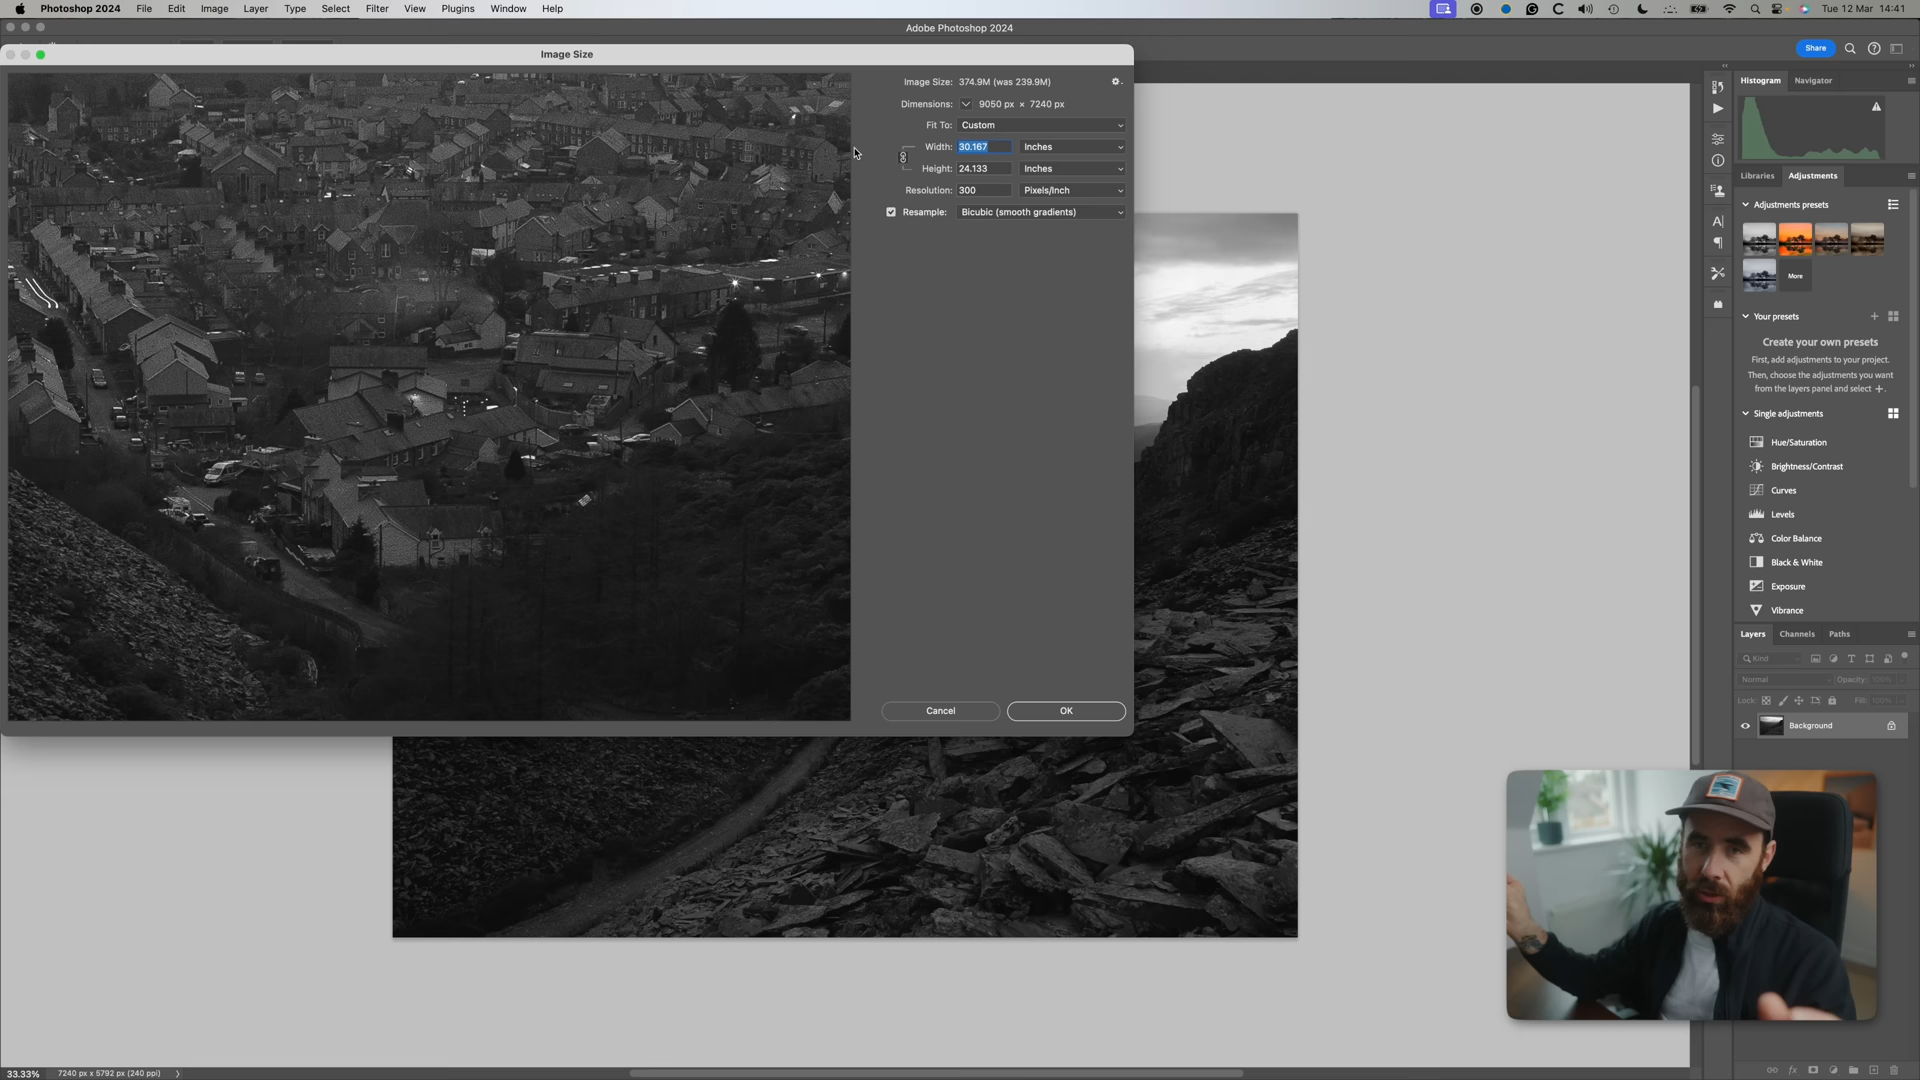 Photoshop 2024 File Edit Image Layer Type Select Filter View Plugins Window Help
Tue 12 Mar 14:41
Adobe Photoshop 2024
Share
Image Size
Image Size: 374.9M (was 239.9M)
Dimensions: 9050 px × 7240 px
Fit To: Custom
Width: 30.167 Inches
Height: 24.133 Inches
Resolution: 300 Pixels/Inch
Resample: Bicubic (smooth gradients)
Cancel OK
Histogram Navigator
Libraries Adjustments
Adjustments presets
More
Your presets
Create your own presets
First, add adjustments to your project.
Then, choose the adjustments you want
from the layers panel and select +.
Single adjustments
Hue/Saturation
Brightness/Contrast
Curves
Levels
Color Balance
Black & White
Exposure
Vibrance
Layers Channels Paths
Kind
Normal Opacity: 100%
Lock: Fill: 100%
Background
33.33% 7240 px x 5792 px (240 ppi)